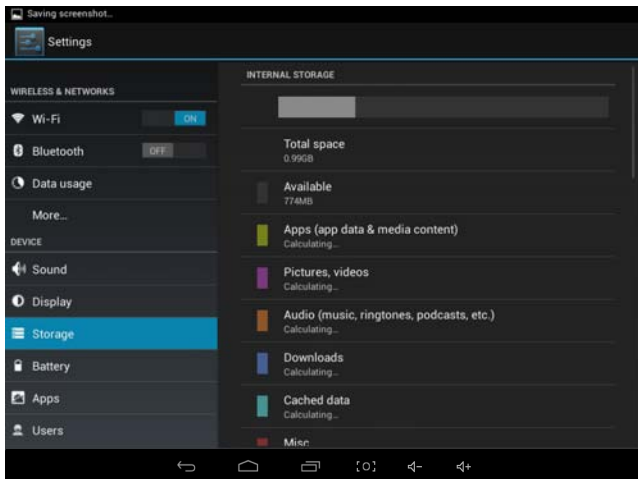 Saving screenshot...
Settings
WIRELESS & NETWORKS
Wi-Fi
ON
Bluetooth
OFF
Data usage
More...
DEVICE
Sound
Display
Storage
Battery
Apps
Users
INTERNAL STORAGE
Total space
0.99GB
Available
774MB
Apps (app data & media content)
Calculating...
Pictures, videos
Calculating...
Audio (music, ringtones, podcasts, etc.)
Calculating...
Downloads
Calculating...
Cached data
Calculating...
Misc